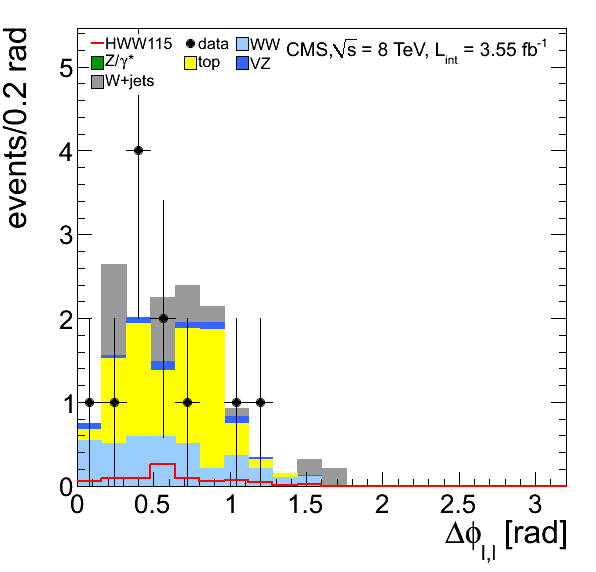 HWW115 data WW CMS,√s = 8 TeV, L_int = 3.55 fb⁻¹
Z/γ* top VZ
W+jets
events/0.2 rad
5
4
3
2
1
0
0 0.5 1 1.5 2 2.5 3
Δϕ_l,l [rad]